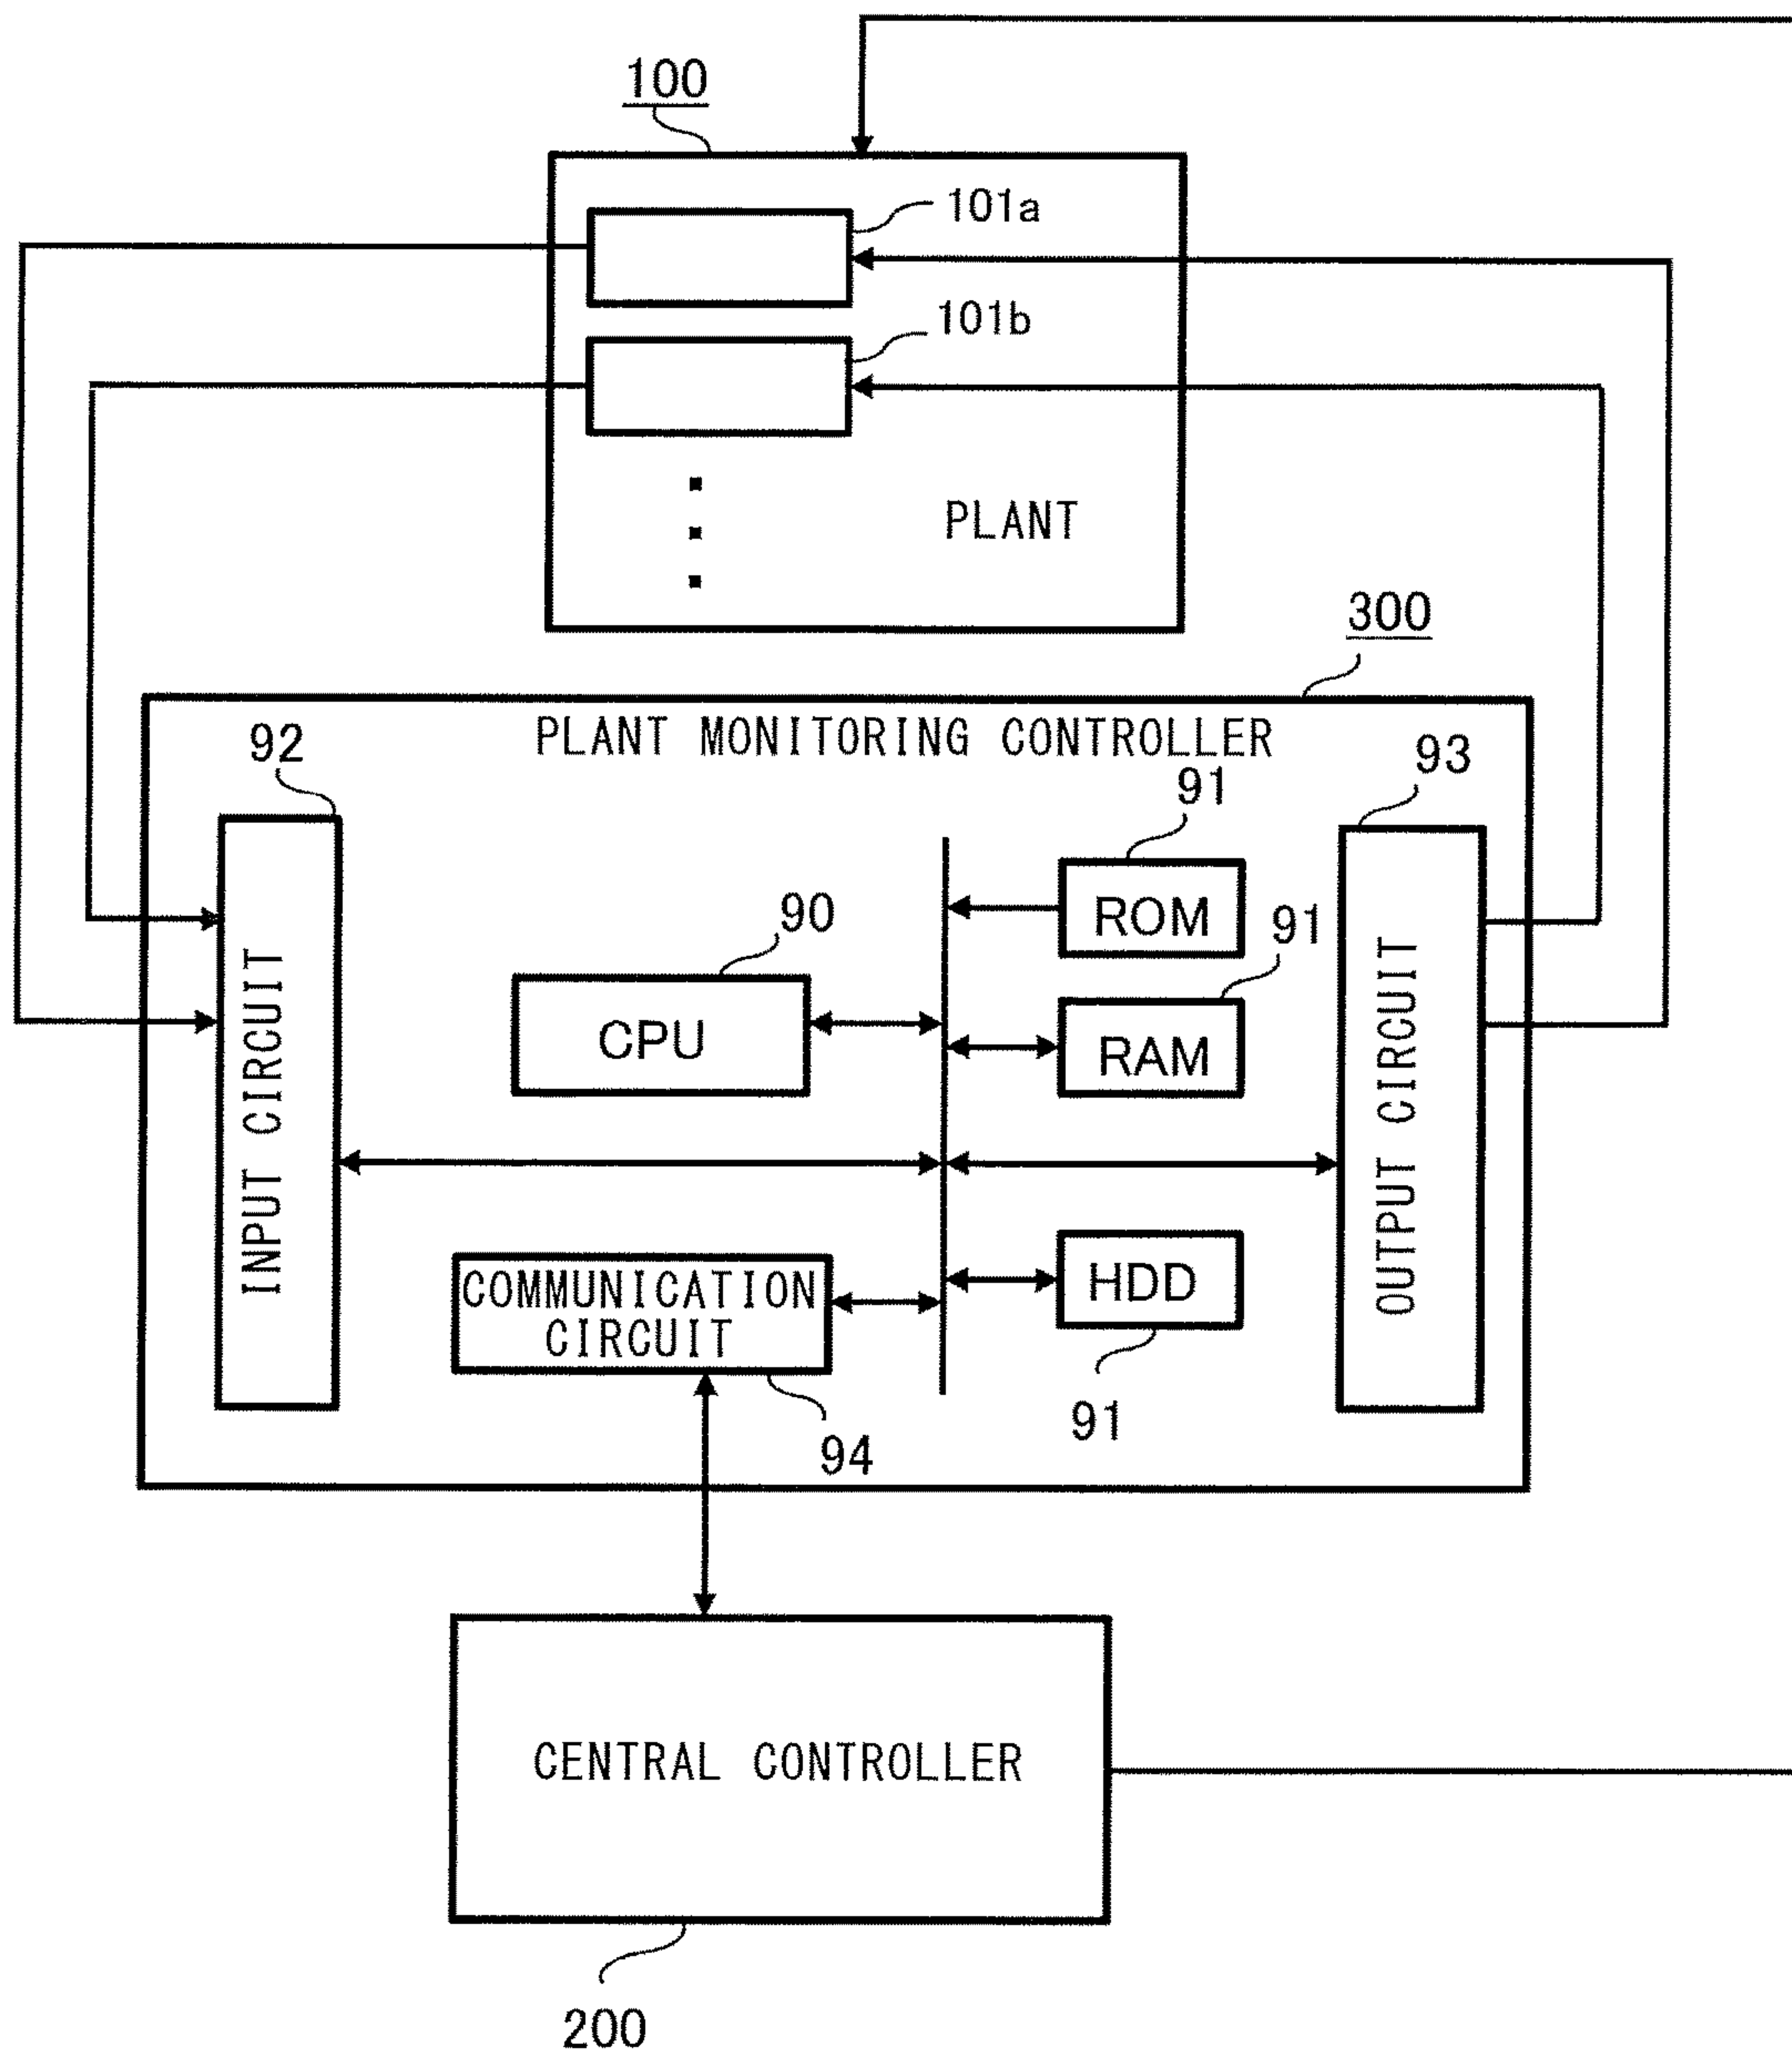 100
101a
101b
PLANT
300
PLANT MONITORING CONTROLLER
92
93
91
ROM
90
91
CPU
RAM
INPUT CIRCUIT
OUTPUT CIRCUIT
COMMUNICATION
CIRCUIT
HDD
94
91
CENTRAL CONTROLLER
200